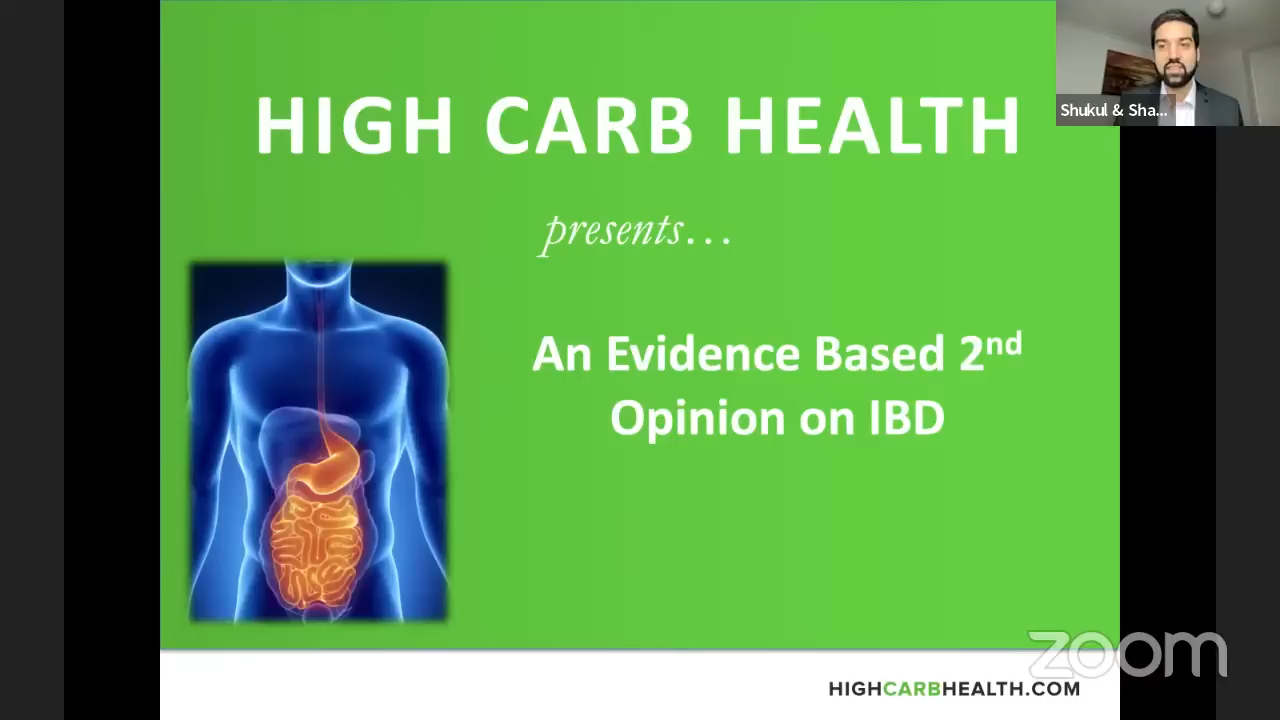 HIGH CARB HEALTH
Shukul & Sha...
presents...
An Evidence Based 2nd
Opinion on IBD
zoom
HIGHCARBHEALTH.COM